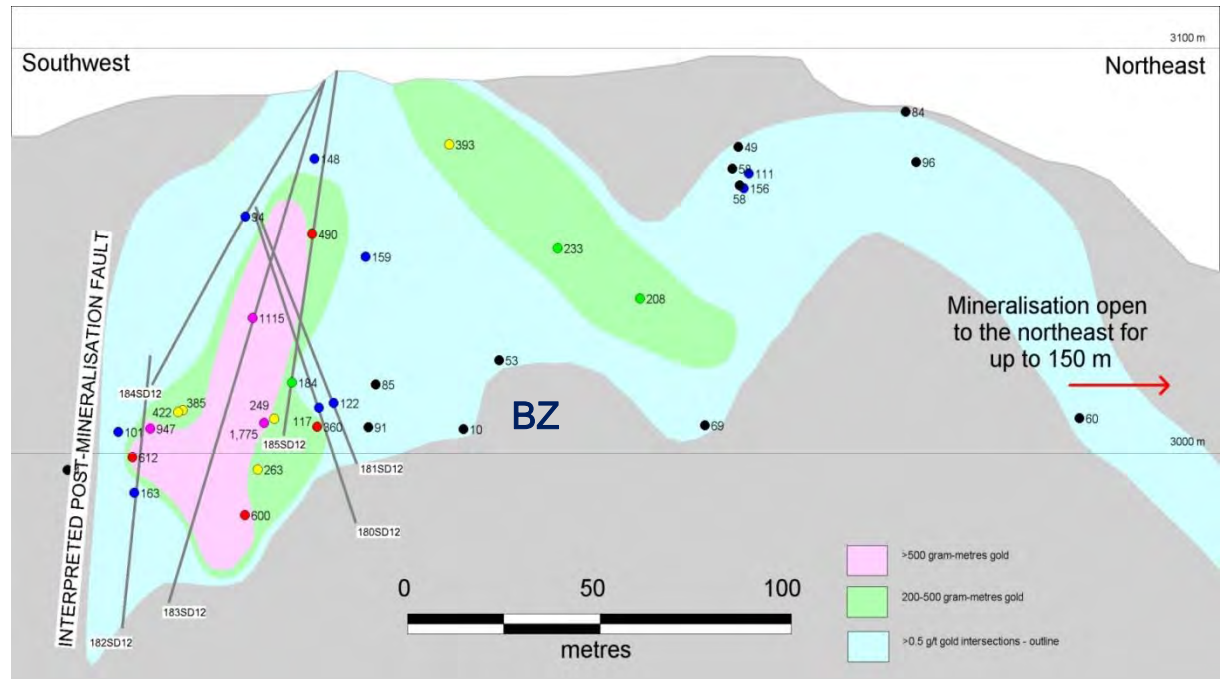 3100 m
Southwest
Northeast
84
49
148
393
58
111
96
156
58
94
490
159
233
208
1115
Mineralisation open
to the northeast for
up to 150 m
53
184
85
184SD12
385
422
249
122
BZ
60
101
947
1,775
117
360
91
10
69
185SD12
3000 m
612
263
181SD12
163
600
180SD12
INTERPRETED POST-MINERALISATION FAULT
>500 gram-metres gold
0
50
100
200-500 gram-metres gold
183SD12
182SD12
metres
>0.5 g/t gold intersections - outline